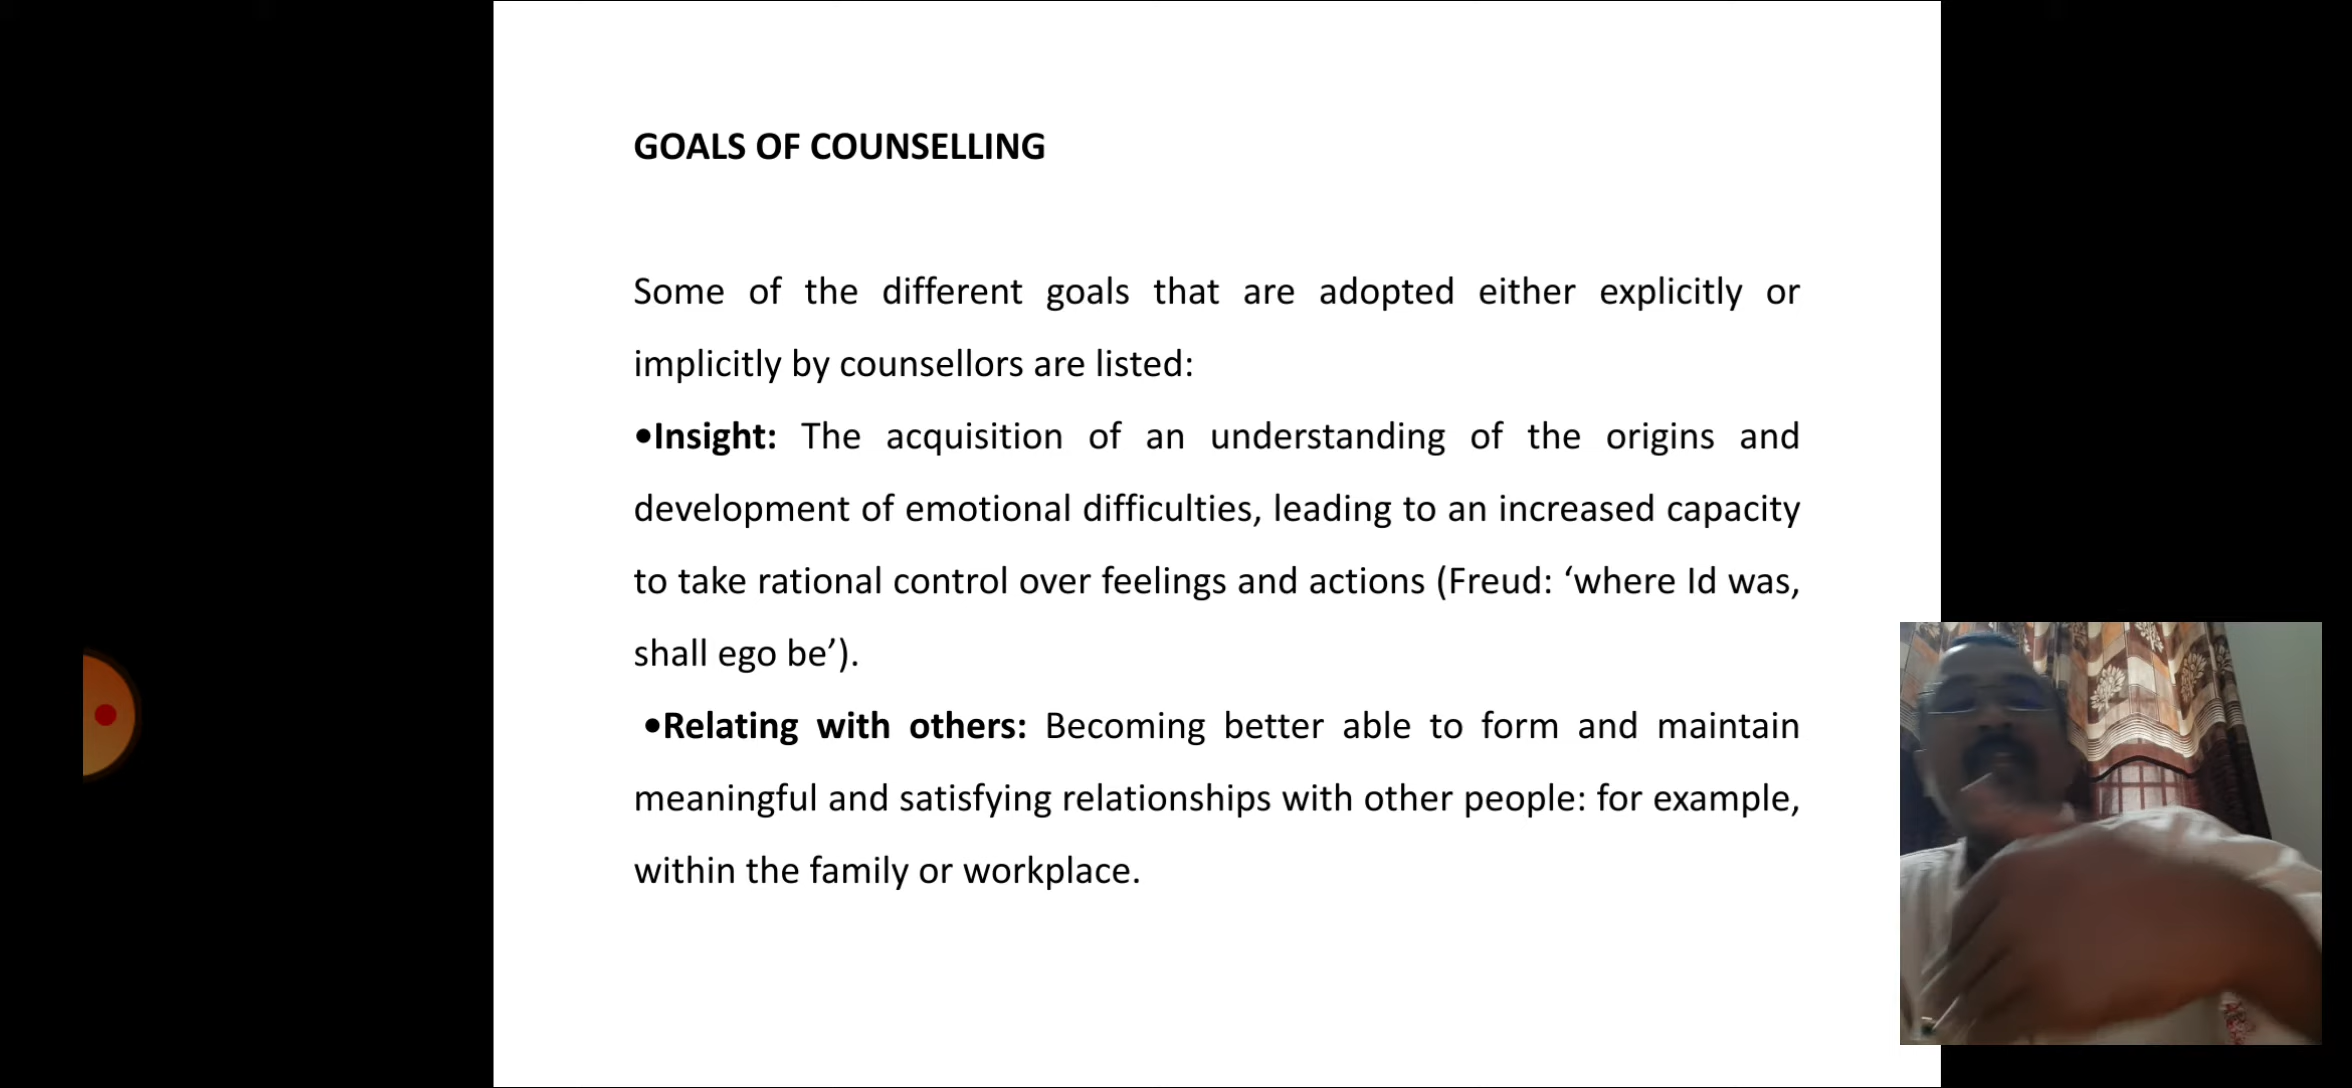 GOALS OF COUNSELLING
Some of the different goals that are adopted either explicitly or
implicitly by counsellors are listed:
•Insight: The acquisition of an understanding of the origins and
development of emotional difficulties, leading to an increased capacity
to take rational control over feelings and actions (Freud: ‘where Id was,
shall ego be’).
•Relating with others: Becoming better able to form and maintain
meaningful and satisfying relationships with other people: for example,
within the family or workplace.